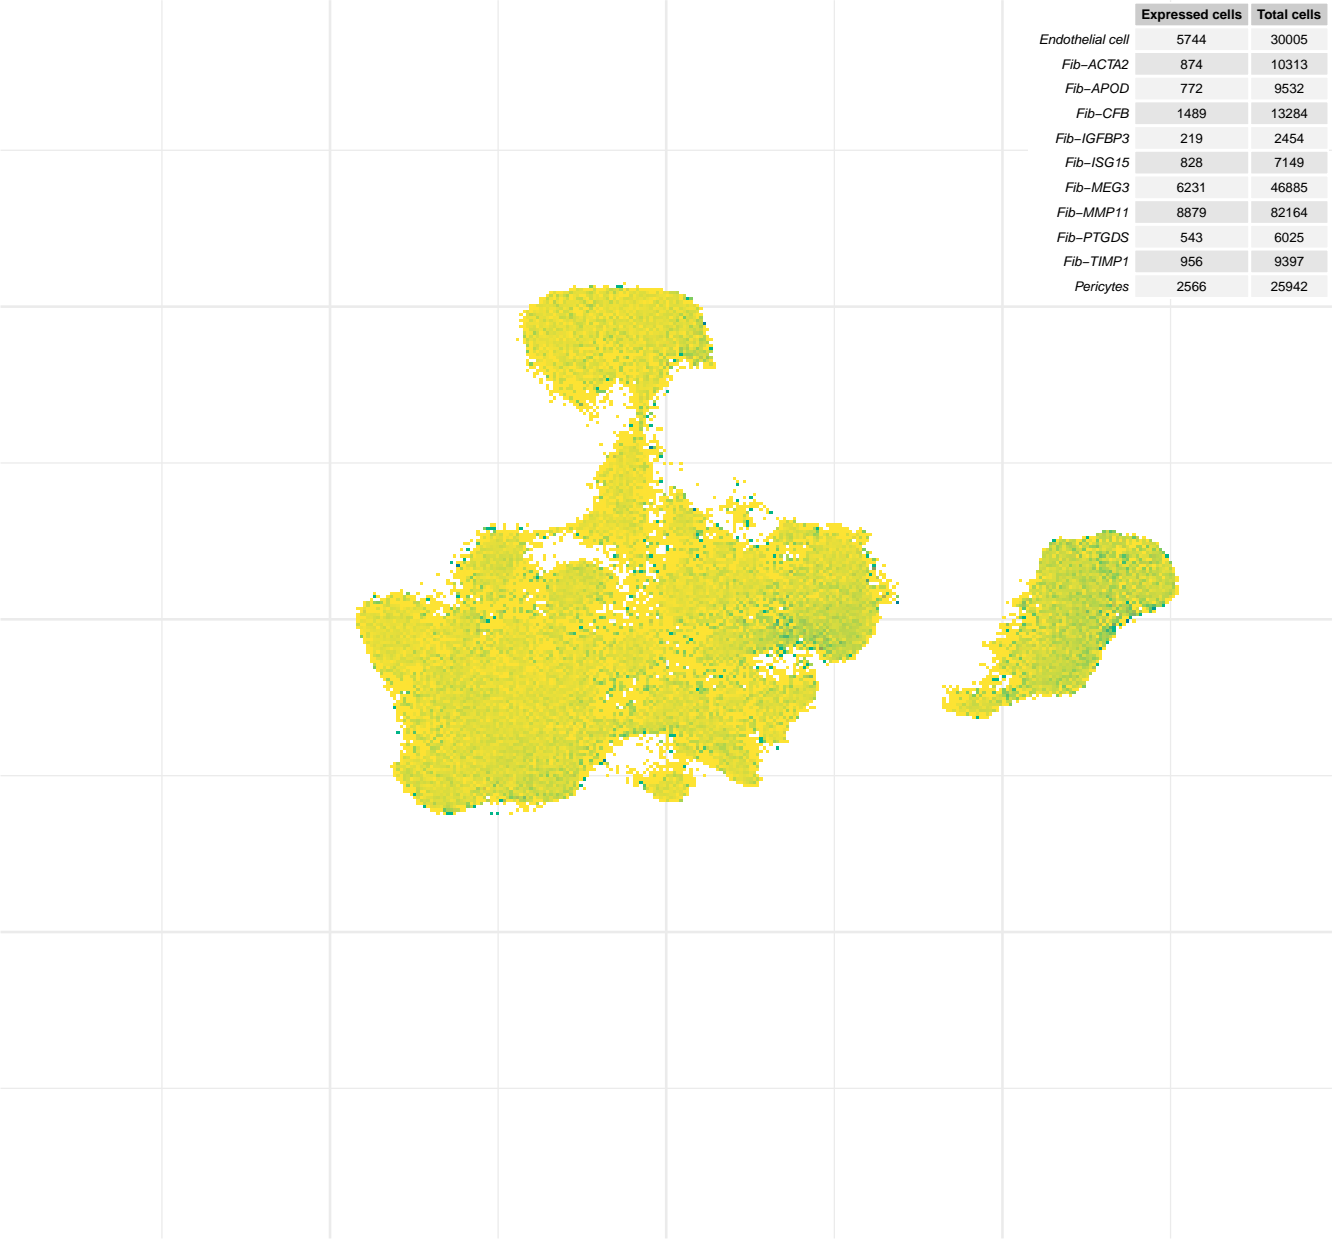 Expressed cells Total cells
Endothelial cell 5744 30005
Fib−ACTA2 874 10313
Fib−APOD 772 9532
Fib−CFB 1489 13284
Fib−IGFBP3 219 2454
Fib−ISG15 828 7149
Fib−MEG3 6231 46885
Fib−MMP11 8879 82164
Fib−PTGDS 543 6025
Fib−TIMP1 956 9397
Pericytes 2566 25942